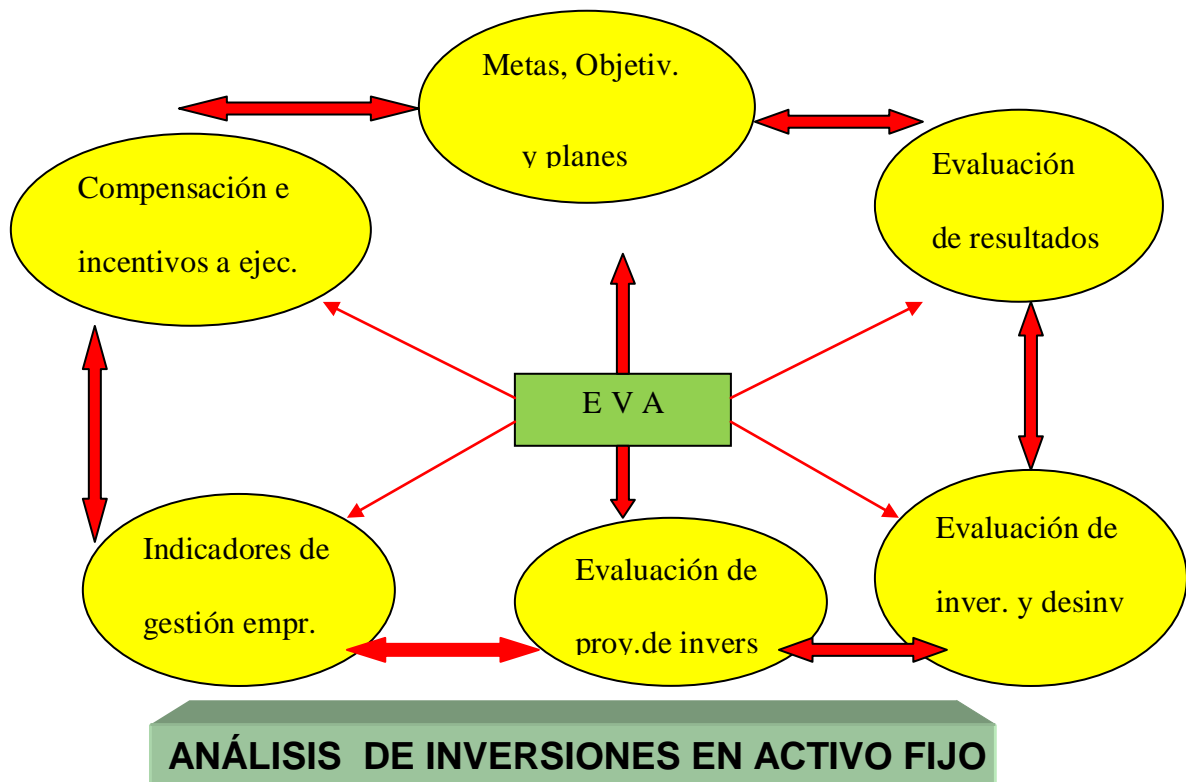 Metas, Objetiv.
y planes
Compensación e
incentivos a ejec.
Evaluación
de resultados
E V A
Indicadores de
gestión empr.
Evaluación de
proy.de invers
Evaluación de
inver. y desinv
ANÁLISIS DE INVERSIONES EN ACTIVO FIJO